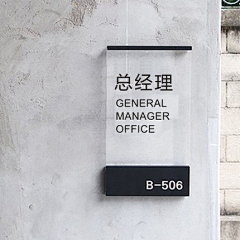 总经理
GENERAL
MANAGER
OFFICE
B-506